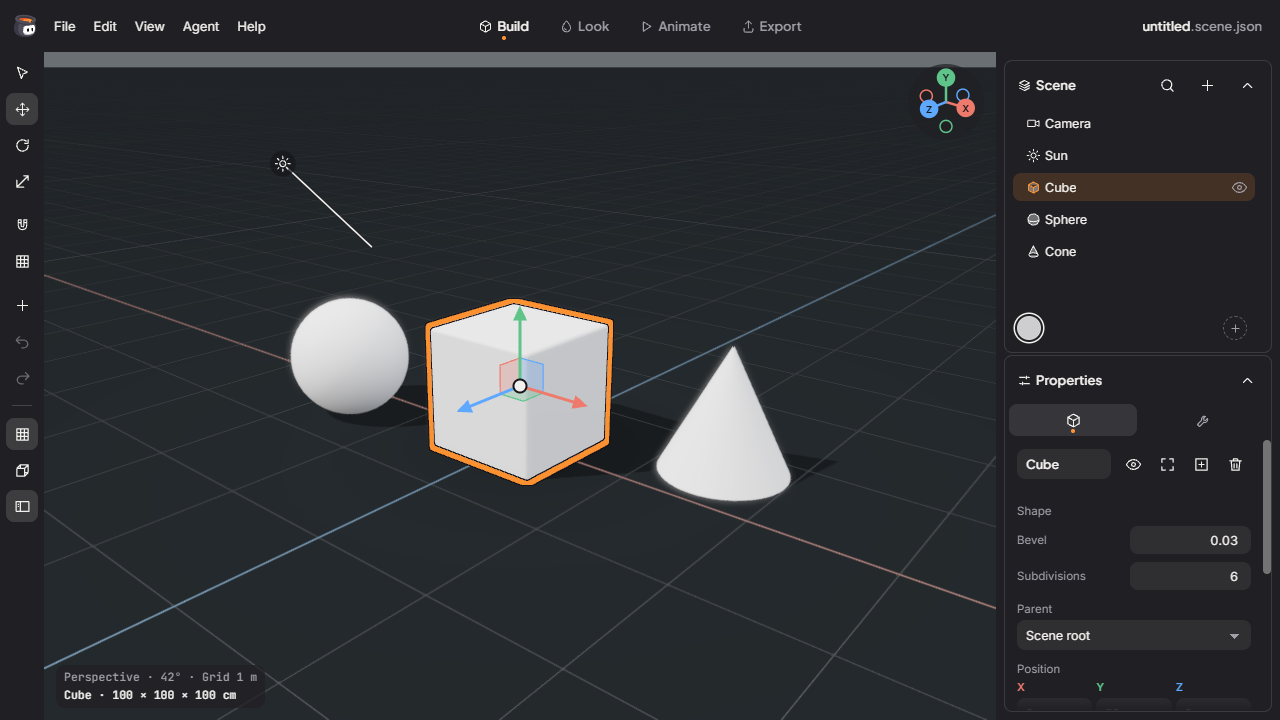 File Edit View Agent Help
Build Look Animate Export
untitled.scene.json
Y
Z X
Scene
Camera
Sun
Cube
Sphere
Cone
Properties
Cube
Shape
Bevel 0.03
Subdivisions 6
Parent
Scene root
Position
X Y Z
Perspective · 42° · Grid 1 m
Cube · 100 × 100 × 100 cm